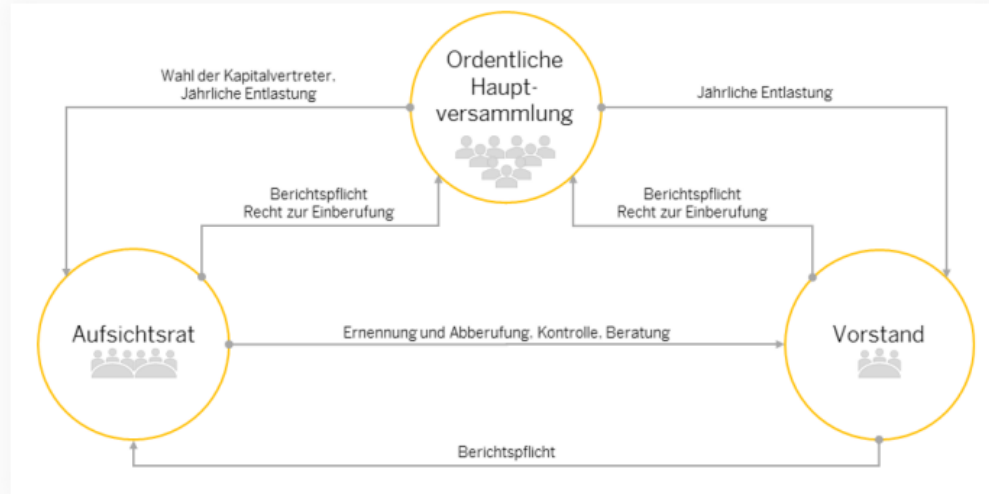 Ordentliche
Haupt-
versammlung
Wahl der Kapitalvertreter.
Jährliche Entlastung
Jährliche Entlastung
Berichtspflicht
Recht zur Einberufung
Berichtspflicht
Recht zur Einberufung
Aufsichtsrat
Ernennung und Abberufung. Kontrolle. Beratung
Vorstand
Berichtspflicht